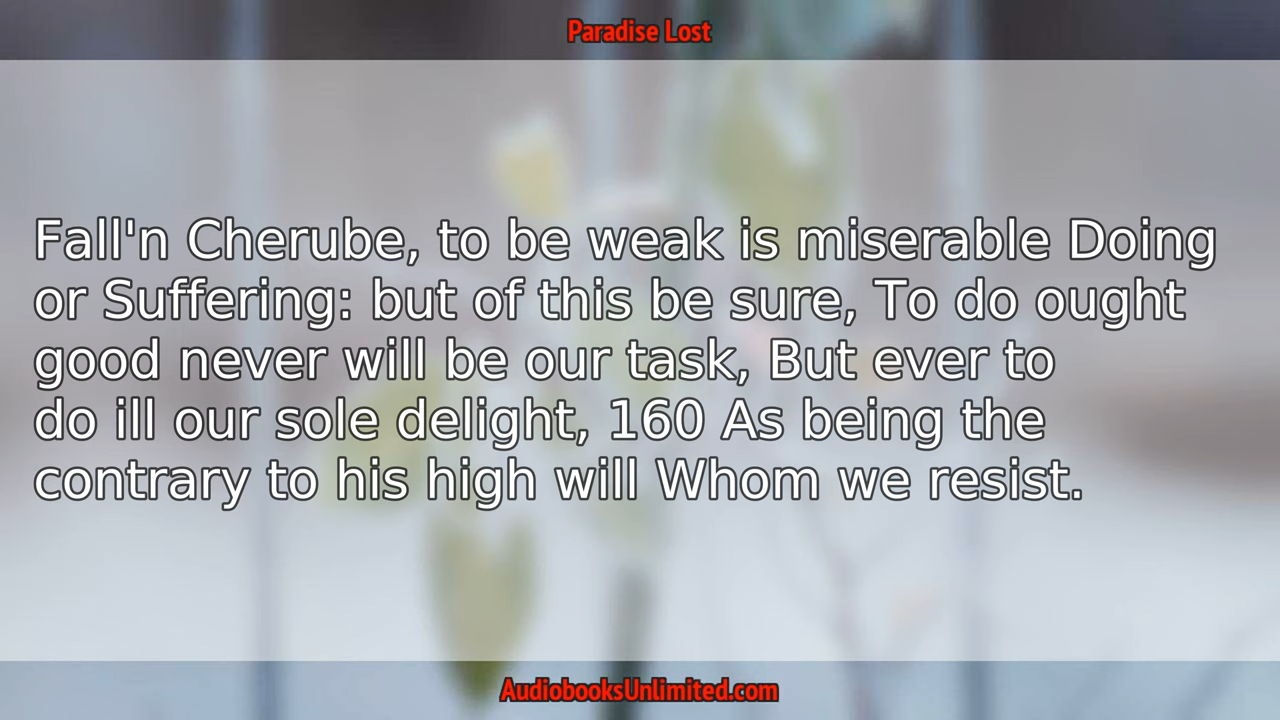 Paradise Lost
Fall'n Cherube, to be weak is miserable Doing
or Suffering: but of this be sure, To do ought
good never will be our task, But ever to
do ill our sole delight, 160 As being the
contrary to his high will Whom we resist.
AudiobooksUnlimited.com